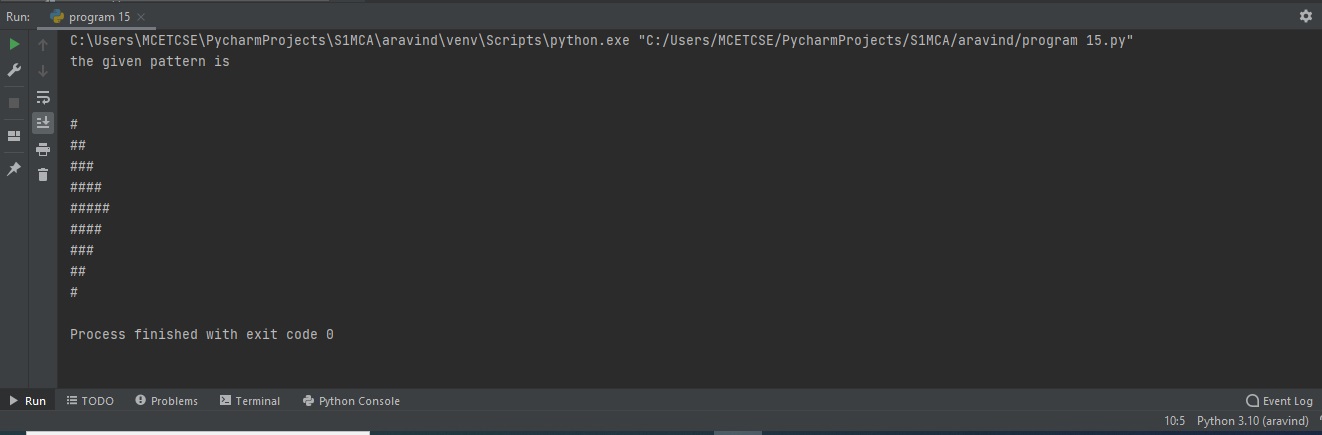 Run: program 15
C:\Users\MCETCSE\PycharmProjects\S1MCA\aravind\venv\Scripts\python.exe "C:/Users/MCETCSE/PycharmProjects/S1MCA/aravind/program 15.py"
the given pattern is
#
##
###
####
#####
####
###
##
#
Process finished with exit code 0
Run TODO Problems Terminal Python Console Event Log
10:5 Python 3.10 (aravind)